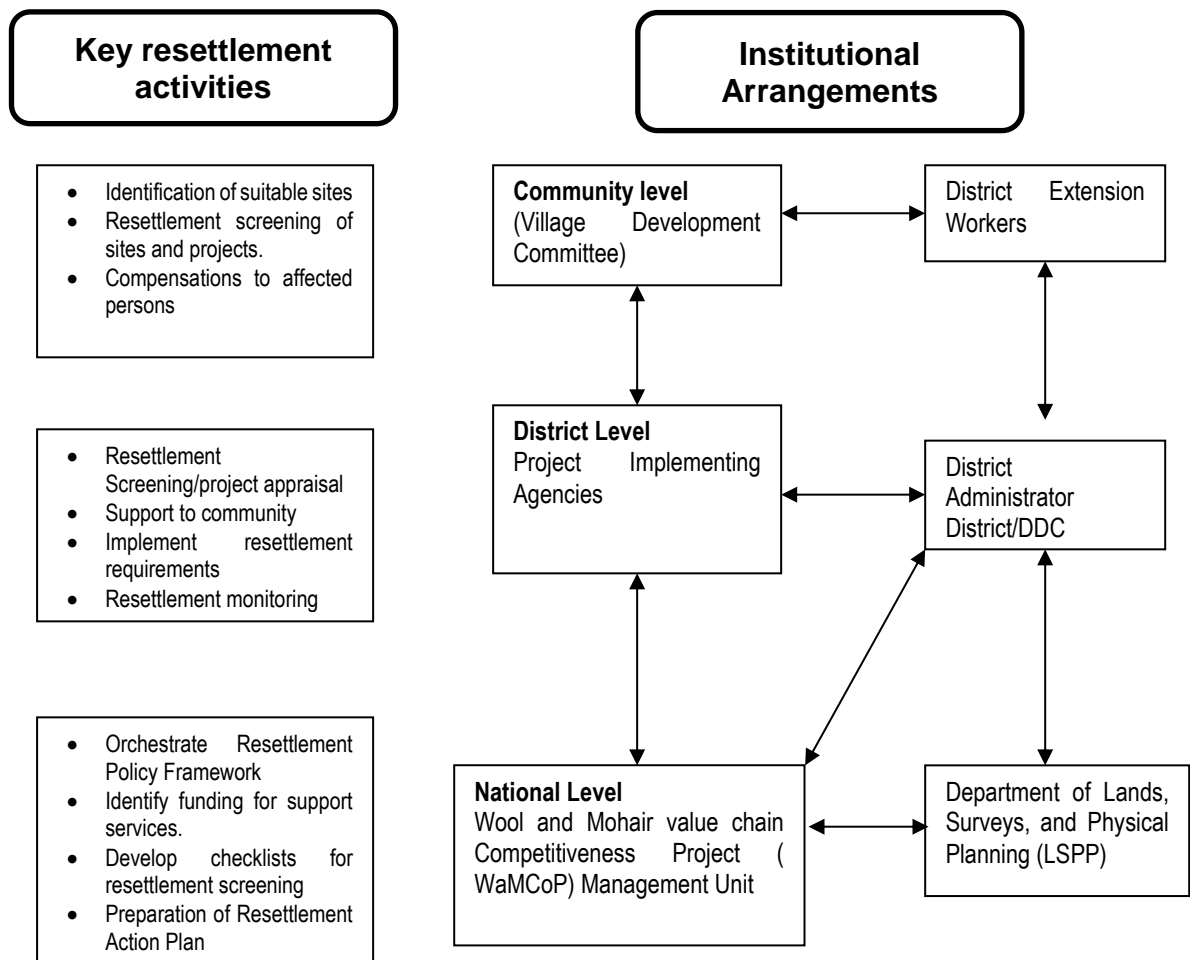 Key resettlement
activities
Institutional
Arrangements
• Identification of suitable sites
• Resettlement screening of
sites and projects.
• Compensations to affected
persons
Community level
(Village Development
Committee)
District Extension
Workers
• Resettlement
Screening/project appraisal
• Support to community
• Implement resettlement
requirements
• Resettlement monitoring
District Level
Project Implementing
Agencies
District
Administrator
District/DDC
• Orchestrate Resettlement
Policy Framework
• Identify funding for support
services.
• Develop checklists for
resettlement screening
• Preparation of Resettlement
Action Plan
National Level
Wool and Mohair value chain
Competitiveness Project (
WaMCoP) Management Unit
Department of Lands,
Surveys, and Physical
Planning (LSPP)